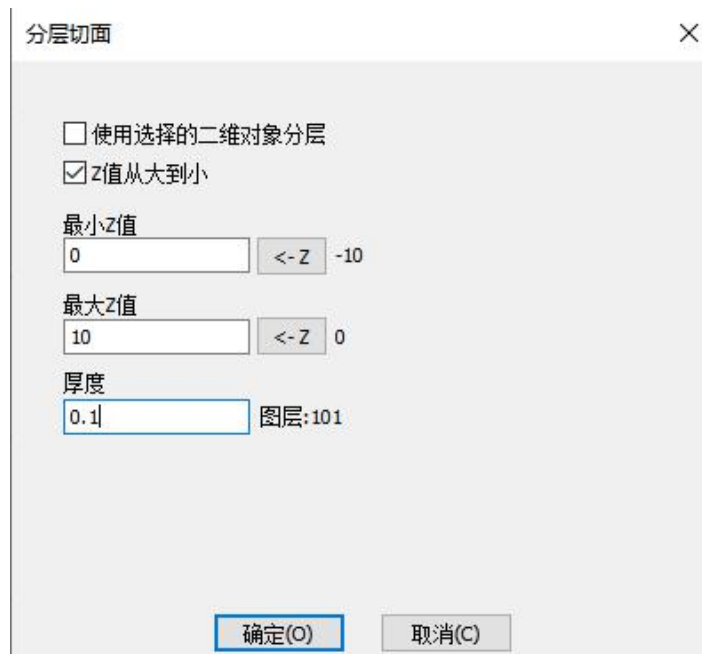 分层切面
使用选择的二维对象分层
Z值从大到小
最小Z值
0 <-Z -10
最大Z值
10 <-Z 0
厚度
0.1 图层:101
确定(O) 取消(C)